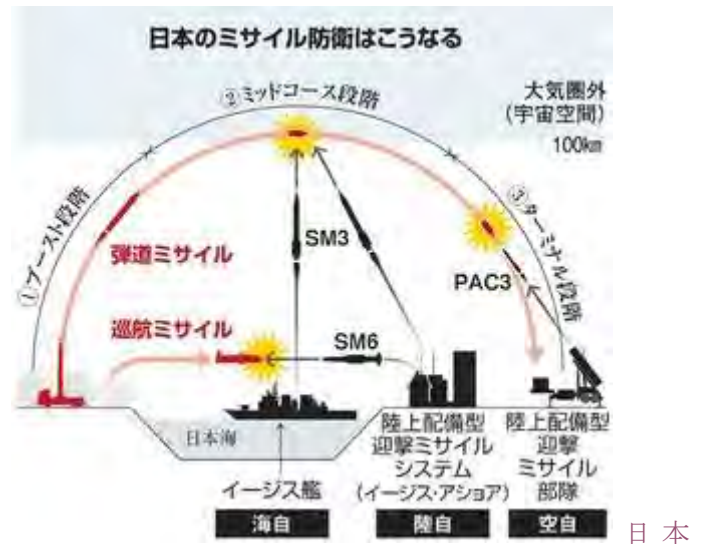 日本のミサイル防衛はこうなる
②ミッドコース段階
大気圏外
(宇宙空間)
100km
①ブースト段階
③ターミナル段階
弾道ミサイル
SM3
PAC3
巡航ミサイル
SM6
日本海
イージス艦
海自
陸上配備型
迎撃ミサイル
システム
(イージス・アショア)
陸自
陸上配備型
迎撃
ミサイル
部隊
空自
日 本